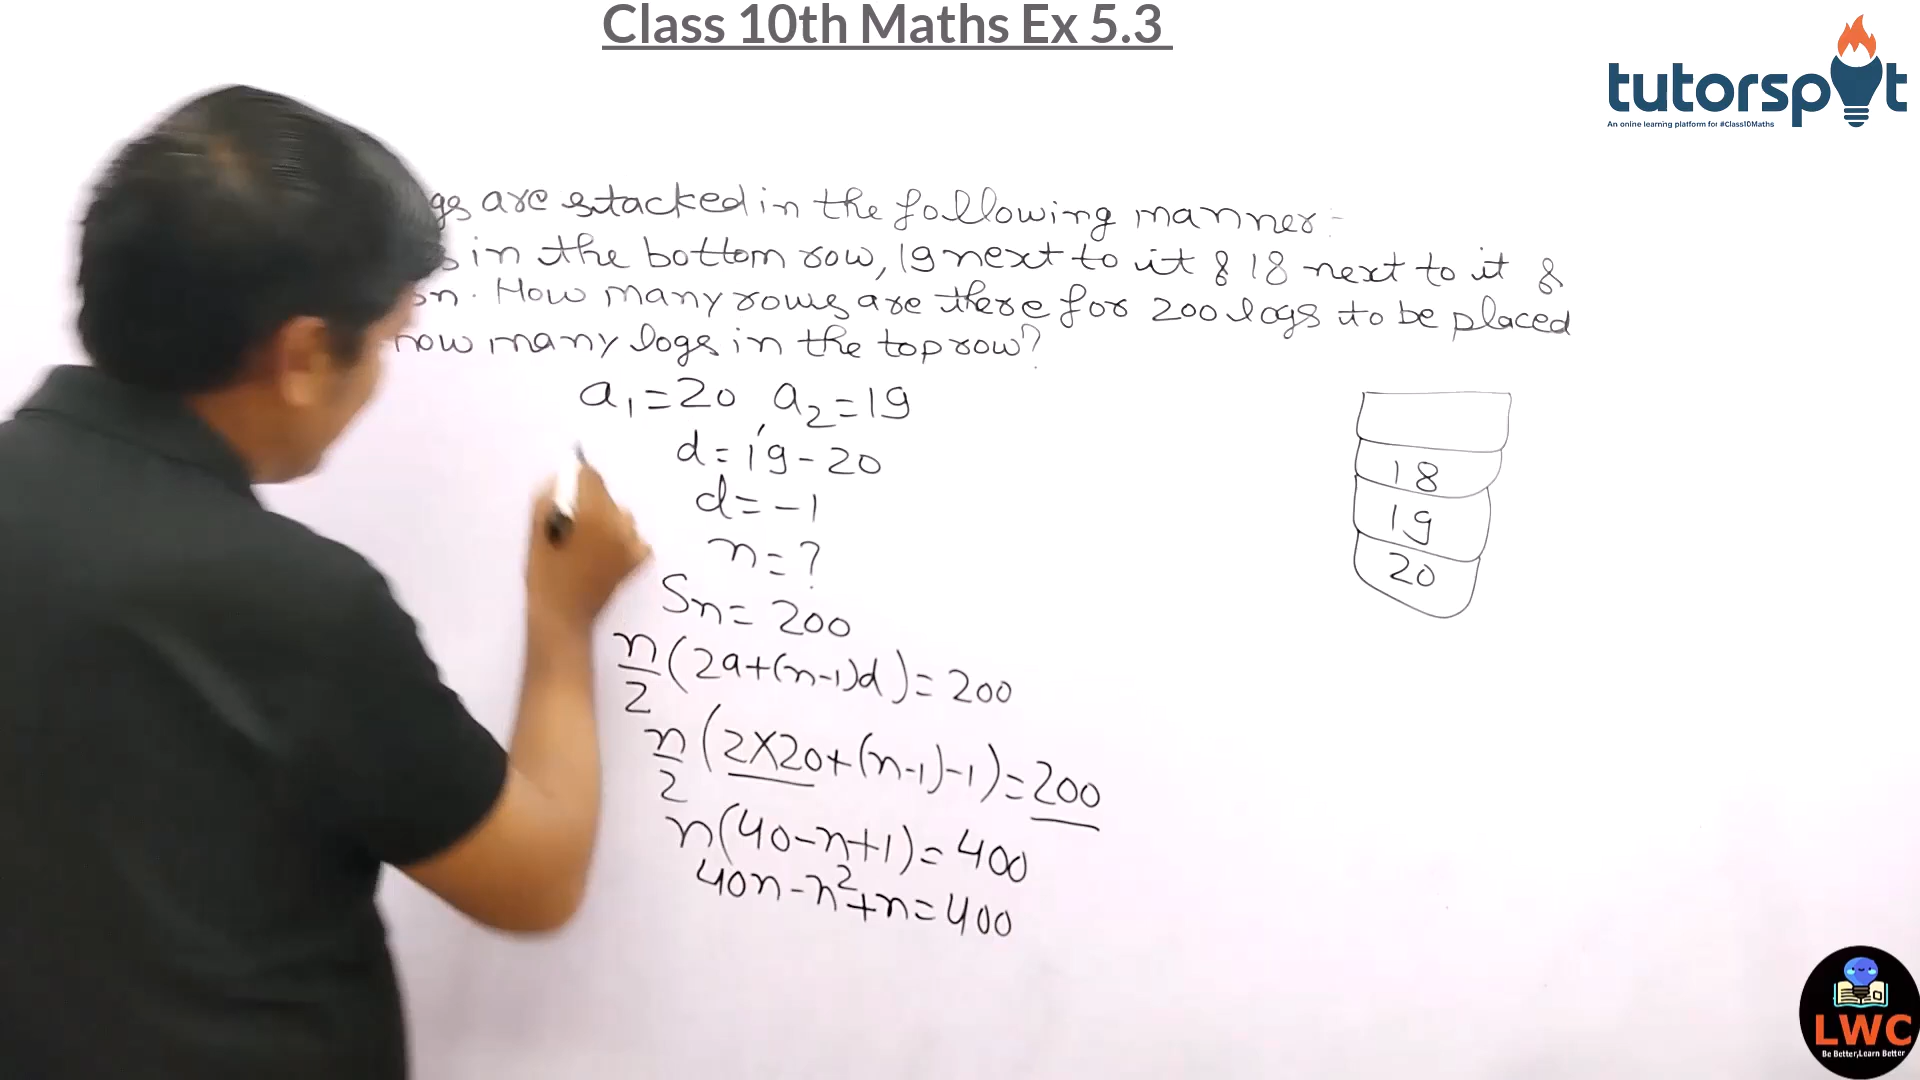 Class 10th Maths Ex 5.3
tutorspot
An online learning platform for #Class10Maths
are stacked in the following manner:-
in the bottom row, 19 next to it & 18 next to it &
How many rows are there for 200 logs to be placed
how many logs in the top row?
a₁=20, a₂=19
d=19-20
d=-1
n=?
Sn=200
n/2(2a+(n-1)d)=200
n/2(2×20+(n-1)-1)=200
n(40-n+1)=400
40n-n²+n=400
18
19
20
LWC
Be Better,Learn Better